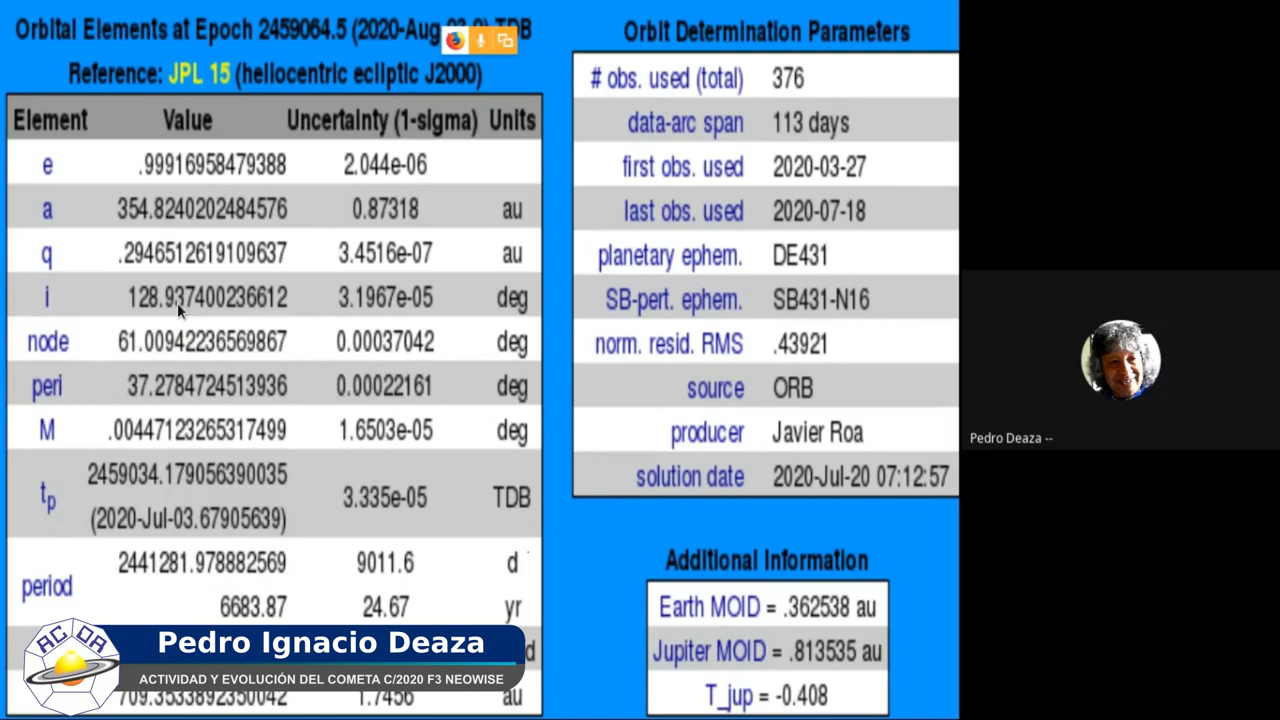 Orbital Elements at Epoch 2459064.5 (2020-Aug DB
Reference: JPL 15 (heliocentric ecliptic J2000)
Element Value Uncertainty (1-sigma) Units
e .99916958479388 2.044e-06
a 354.8240202484576 0.87318 au
q .2946512619109637 3.4516e-07 au
i 128.937400236612 3.1967e-05 deg
node 61.00942236569867 0.00037042 deg
peri 37.2784724513936 0.00022161 deg
M .00447123265317499 1.6503e-05 deg
tp 2459034.179056390035 3.335e-05 TDB
(2020-Jul-03.67905639)
period 2441281.978882569 9011.6 d
6683.87 24.67 yr
d
709.3533892350042 1.7456 au
Orbit Determination Parameters
# obs. used (total) 376
data-arc span 113 days
first obs. used 2020-03-27
last obs. used 2020-07-18
planetary ephem. DE431
SB-pert. ephem. SB431-N16
norm. resid. RMS .43921
source ORB
producer Javier Roa
solution date 2020-Jul-20 07:12:57
Additional Information
Earth MOID = .362538 au
Jupiter MOID = .813535 au
T_jup = -0.408
Pedro Deaza --
ACDA
Pedro Ignacio Deaza
ACTIVIDAD Y EVOLUCIÓN DEL COMETA C/2020 F3 NEOWISE